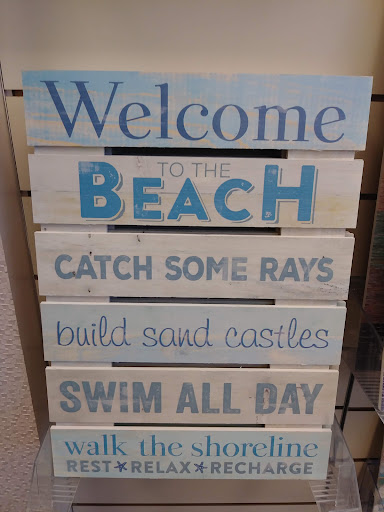 Welcome
TO THE
BEACH
CATCH SOME RAYS
build sand castles
SWIM ALL DAY
walk the shoreline
REST★RELAX★RECHARGE